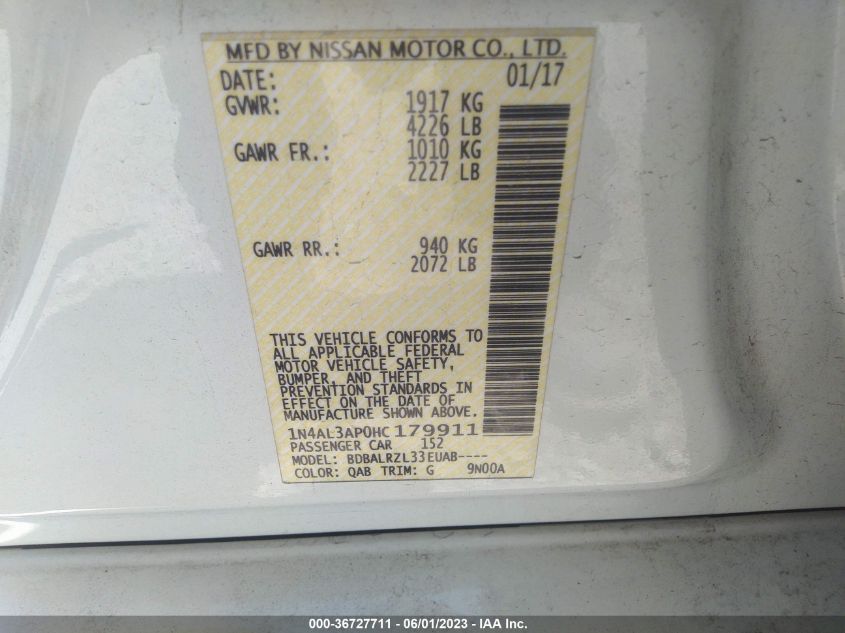 MFD BY NISSAN MOTOR CO., LTD.
DATE: 01/17
GVWR: 1917 KG
4226 LB
GAWR FR.: 1010 KG
2227 LB
GAWR RR.: 940 KG
2072 LB
THIS VEHICLE CONFORMS TO
ALL APPLICABLE FEDERAL
MOTOR VEHICLE SAFETY,
BUMPER, AND THEFT
PREVENTION STANDARDS IN
EFFECT ON THE DATE OF
MANUFACTURE SHOWN ABOVE.
1N4AL3AP0HC179911
PASSENGER CAR 152
MODEL: BDBALRZL33EUAB----
COLOR: QAB TRIM: G 9N00A
000-36727711 - 06/01/2023 - IAA Inc.